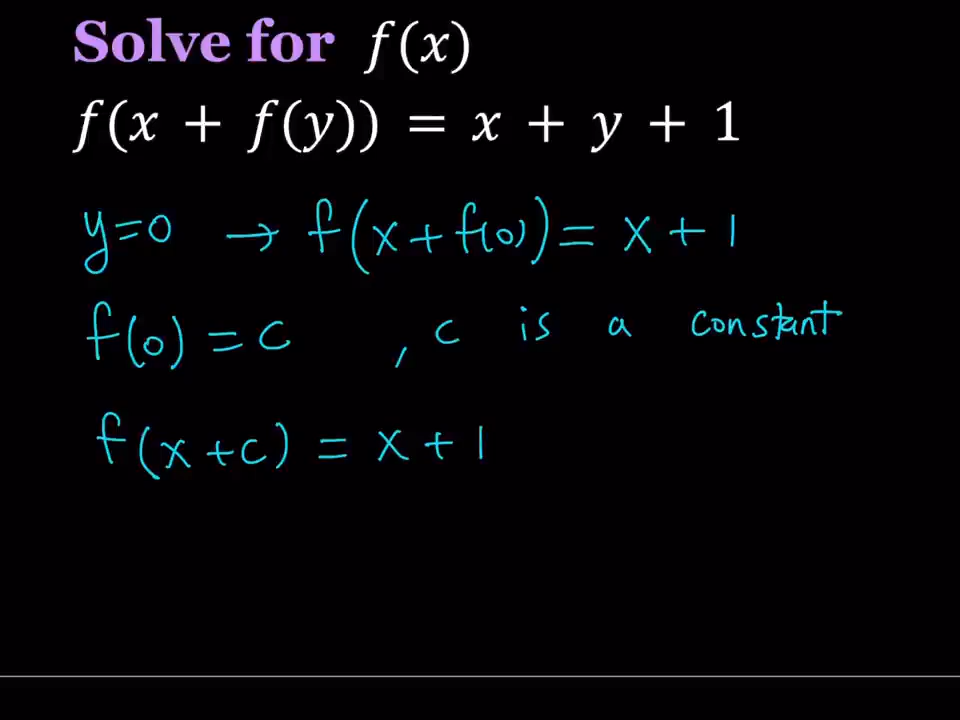 Solve for f(x)
f(x + f(y)) = x + y + 1
y=0 → f(x+f(0)) = x+1
f(0) = c , c is a constant
f(x+c) = x+1